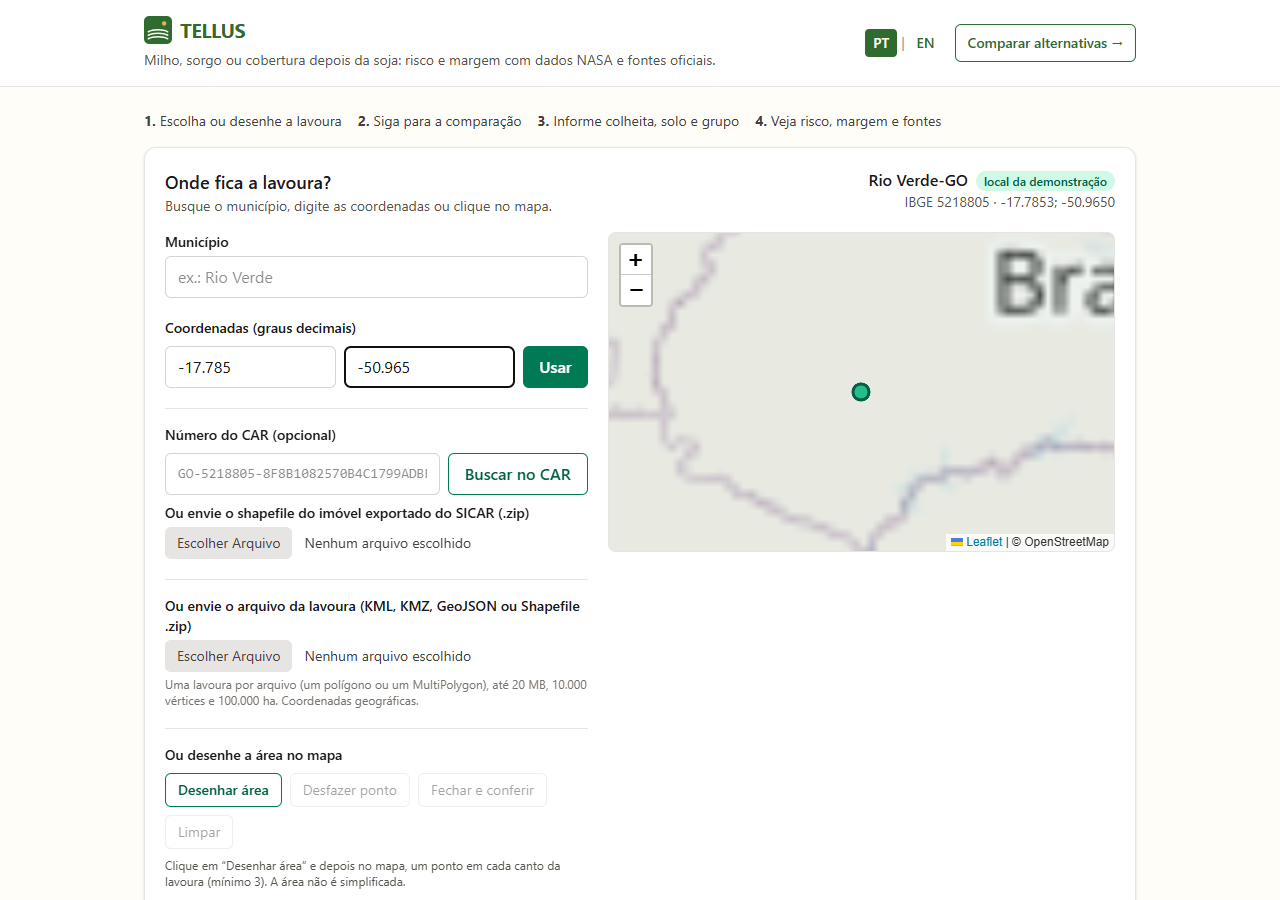 TELLUS
Milho, sorgo ou cobertura depois da soja: risco e margem com dados NASA e fontes oficiais.
PT | EN
Comparar alternativas →
1. Escolha ou desenhe a lavoura 2. Siga para a comparação 3. Informe colheita, solo e grupo 4. Veja risco, margem e fontes
Onde fica a lavoura?
Busque o município, digite as coordenadas ou clique no mapa.
Rio Verde-GO local da demonstração
IBGE 5218805 · -17.7853; -50.9650
Município
ex.: Rio Verde
Coordenadas (graus decimais)
-17.785
-50.965
Usar
Número do CAR (opcional)
GO-5218805-8F8B1082570B4C1799ADB
Buscar no CAR
Ou envie o shapefile do imóvel exportado do SICAR (.zip)
Escolher Arquivo Nenhum arquivo escolhido
Ou envie o arquivo da lavoura (KML, KMZ, GeoJSON ou Shapefile
.zip)
Escolher Arquivo Nenhum arquivo escolhido
Uma lavoura por arquivo (um polígono ou um MultiPolygon), até 20 MB, 10.000
vértices e 100.000 ha. Coordenadas geográficas.
Ou desenhe a área no mapa
Desenhar área
Desfazer ponto
Fechar e conferir
Limpar
Clique em “Desenhar área” e depois no mapa, um ponto em cada canto da
lavoura (mínimo 3). A área não é simplificada.
+
−
Bra
Leaflet | © OpenStreetMap